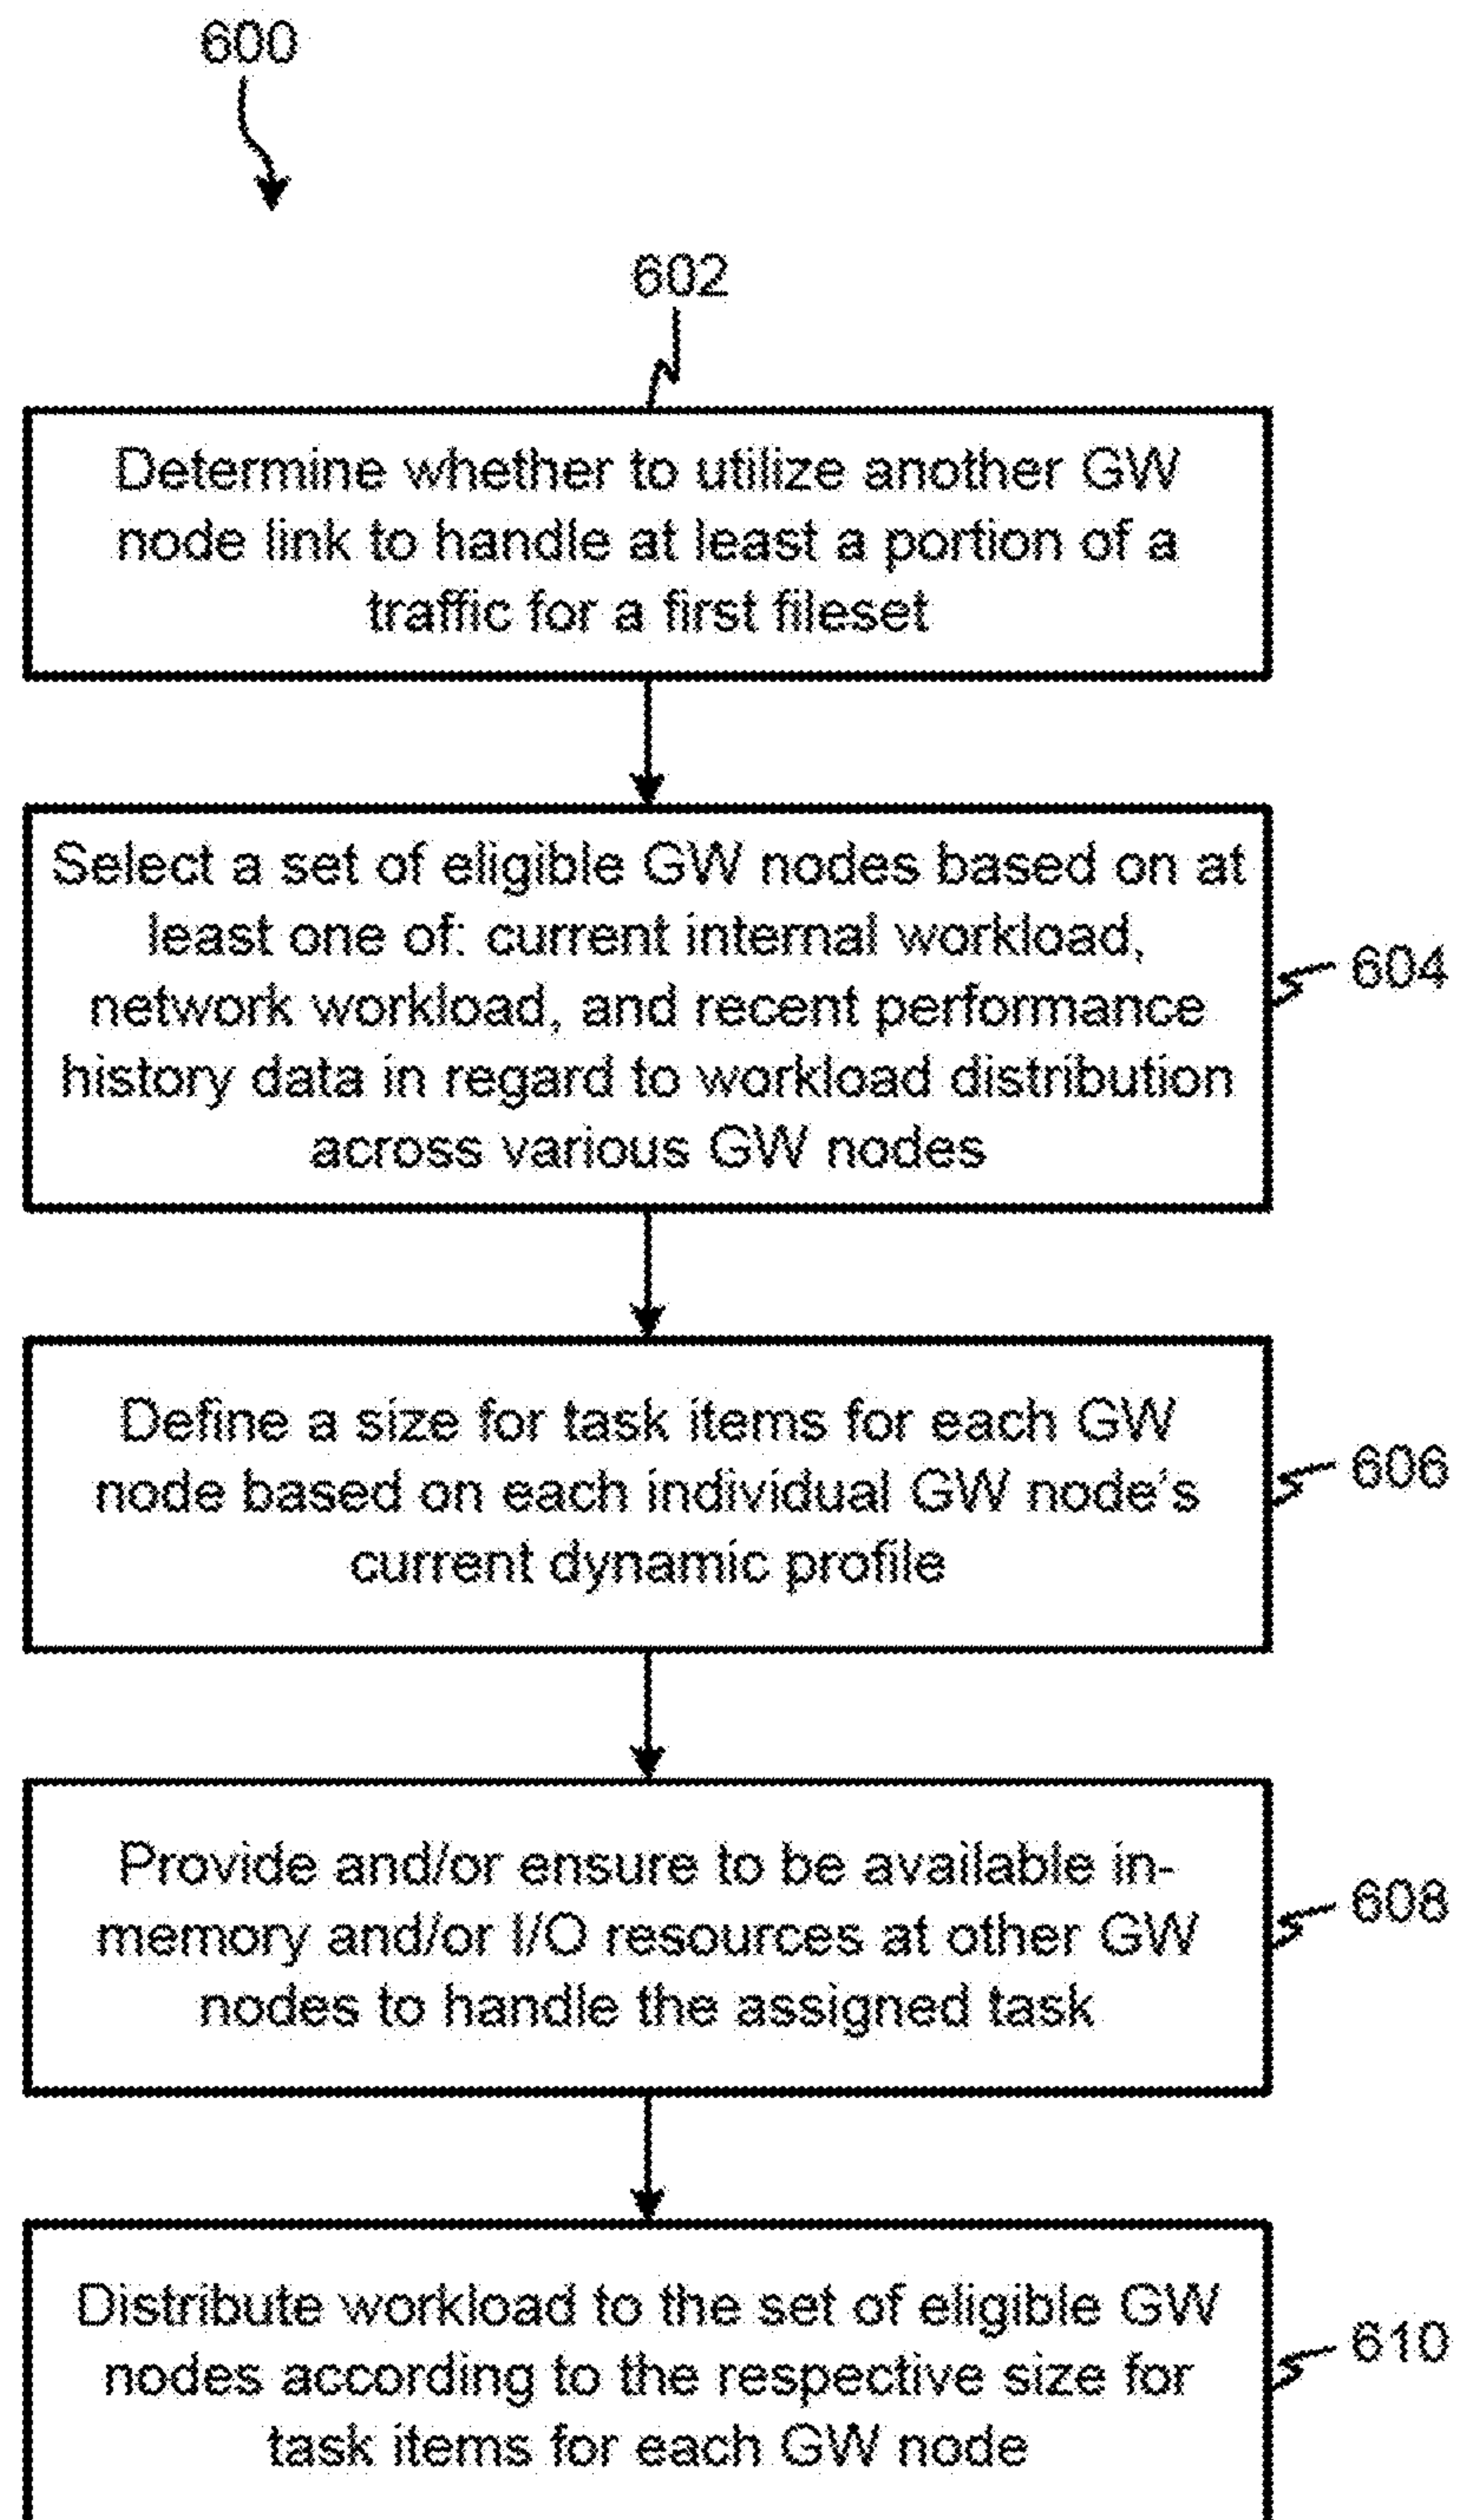 600
602
Determine whether to utilize another GW
node link to handle at least a portion of a
traffic for a first fileset
Select a set of eligible GW nodes based on at
least one of: current internal workload,
network workload, and recent performance
history data in regard to workload distribution
across various GW nodes
604
Define a size for task items for each GW
node based on each individual GW node's
current dynamic profile
606
Provide and/or ensure to be available in-
memory and/or I/O resources at other GW
nodes to handle the assigned task
608
Distribute workload to the set of eligible GW
nodes according to the respective size for
task items for each GW node
610